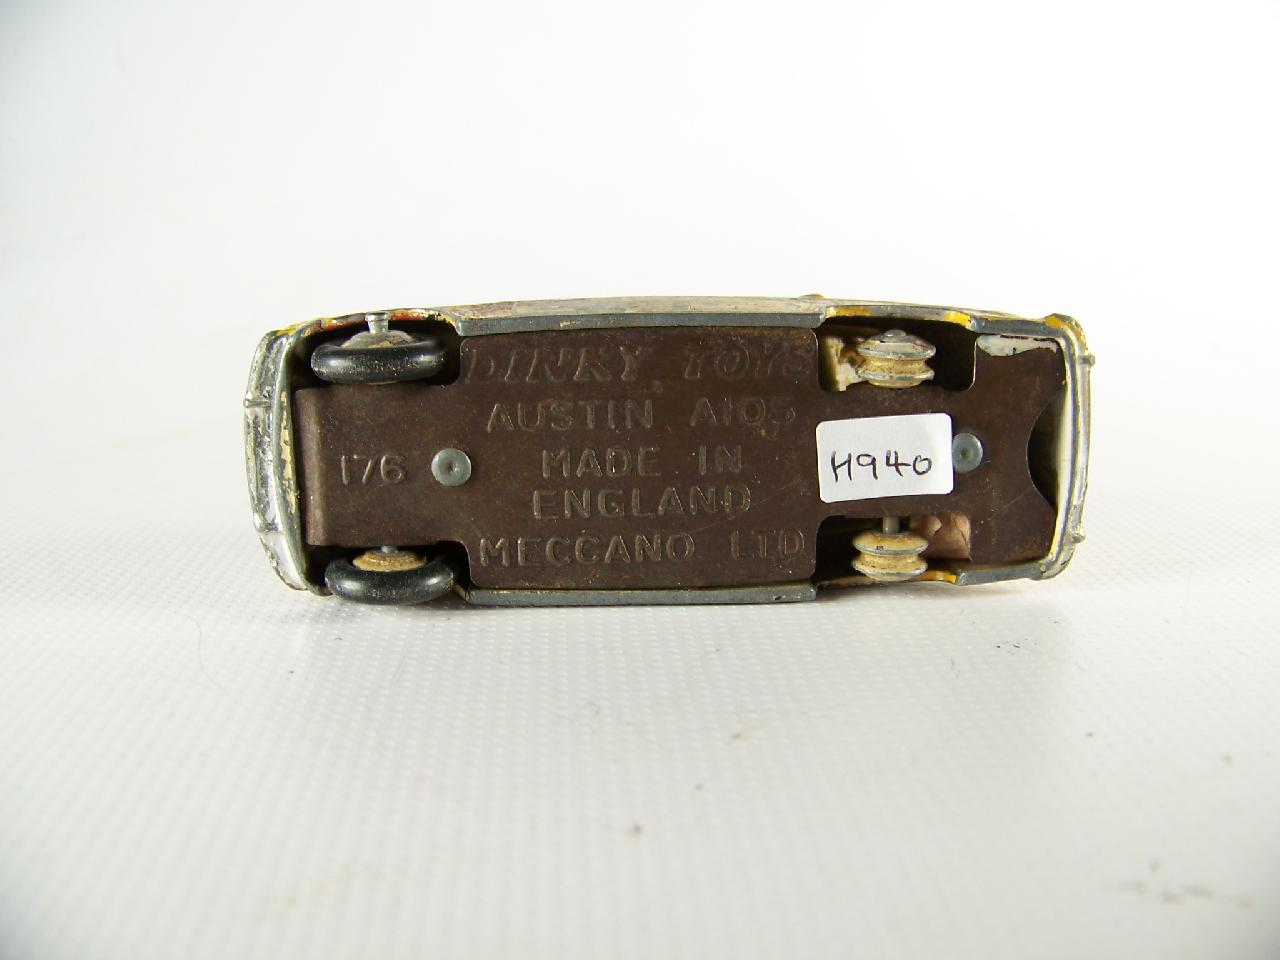 DINKY TOYS
AUSTIN A105
176
MADE IN
ENGLAND
MECCANO LTD
H940